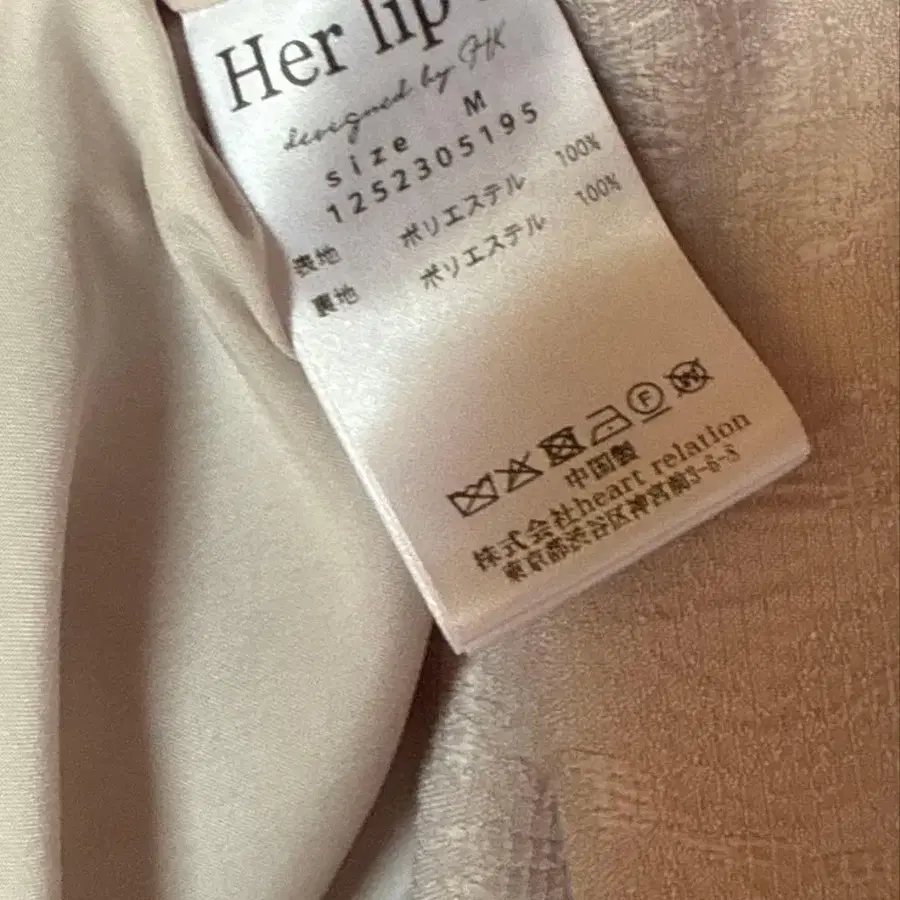 Her lip
designed by HK
size M
1252305195
表地 ポリエステル 100%
裏地 ポリエステル 100%
F W
中国製
株式会社heart relation
東京都渋谷区神宮前3-6-8